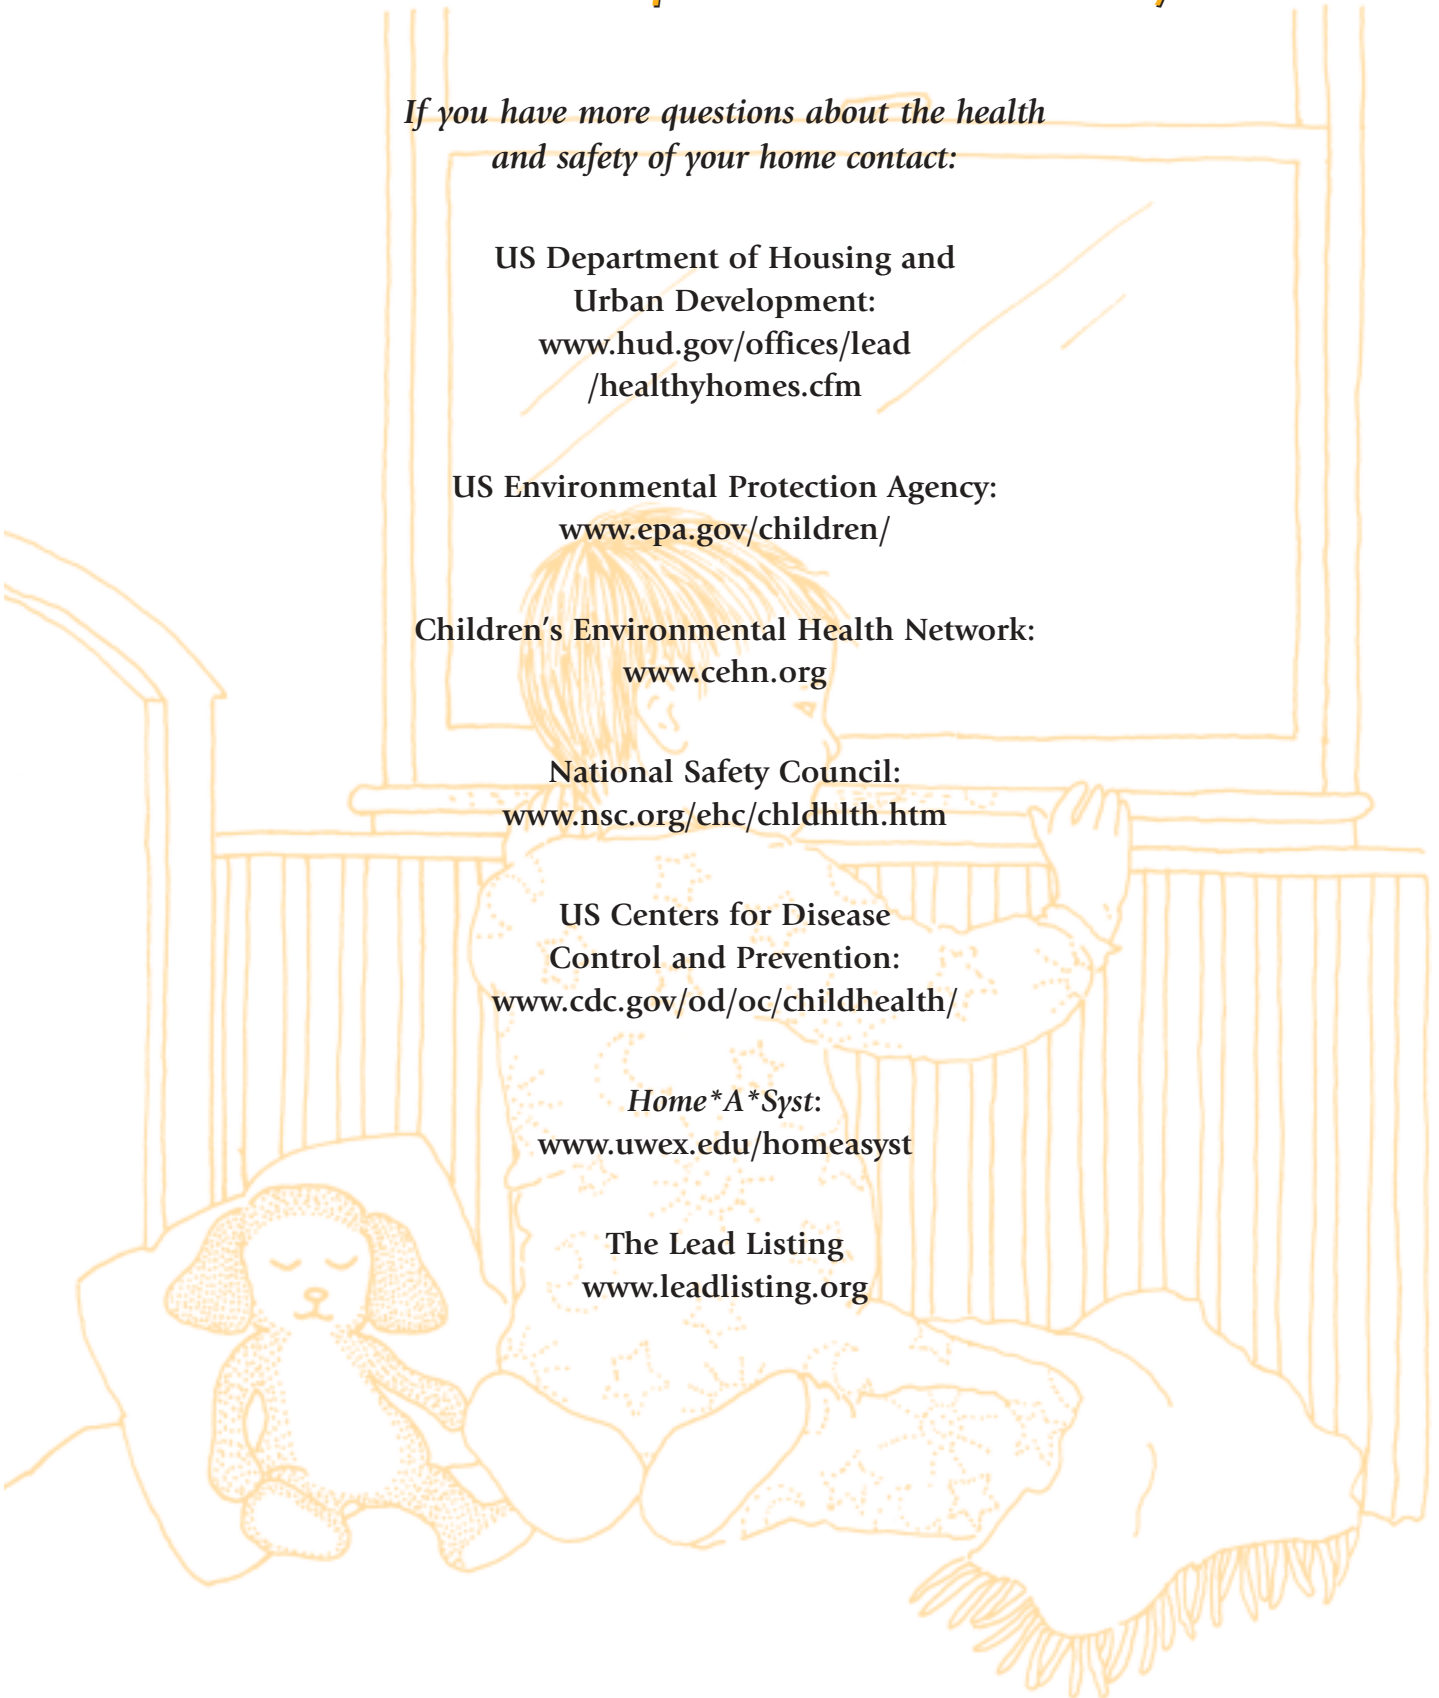 If you have more questions about the health
and safety of your home contact:
US Department of Housing and
Urban Development:
www.hud.gov/offices/lead
/healthyhomes.cfm
US Environmental Protection Agency:
www.epa.gov/children/
Children's Environmental Health Network:
www.cehn.org
National Safety Council:
www.nsc.org/ehc/chldhlth.htm
US Centers for Disease
Control and Prevention:
www.cdc.gov/od/oc/childhealth/
Home*A*Syst:
www.uwex.edu/homeasyst
The Lead Listing
www.leadlisting.org